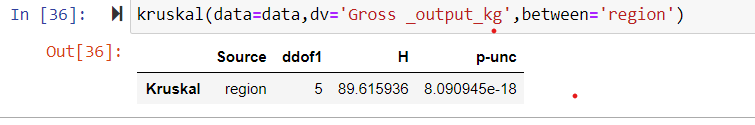 In [36]: kruskal(data=data,dv='Gross _output_kg',between='region')
Out[36]:
Source ddof1 H p-unc
Kruskal region 5 89.615936 8.090945e-18